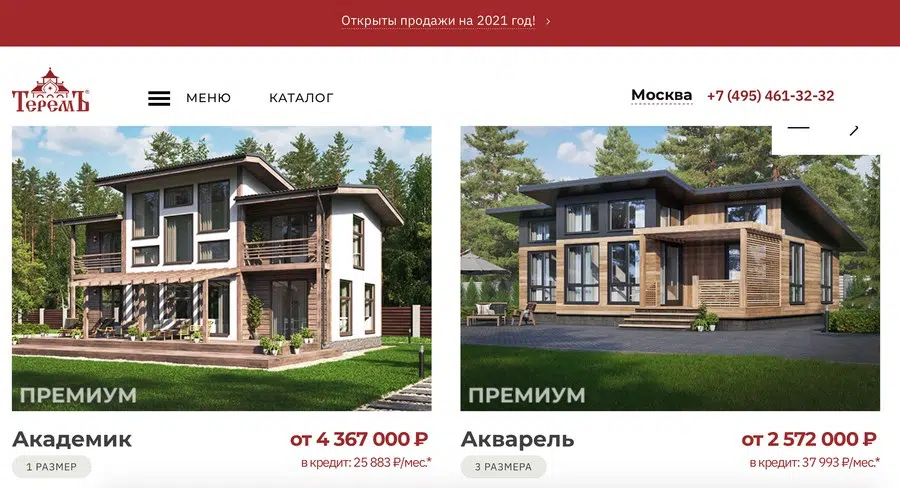 Открыты продажи на 2021 год! ›
ТеремЪ
МЕНЮ
КАТАЛОГ
Москва
+7 (495) 461-32-32
ПРЕМИУМ
ПРЕМИУМ
Академик
от 4 367 000 ₽
Акварель
от 2 572 000 ₽
1 РАЗМЕР
в кредит: 25 883 ₽/мес.*
3 РАЗМЕРА
в кредит: 37 993 ₽/мес.*